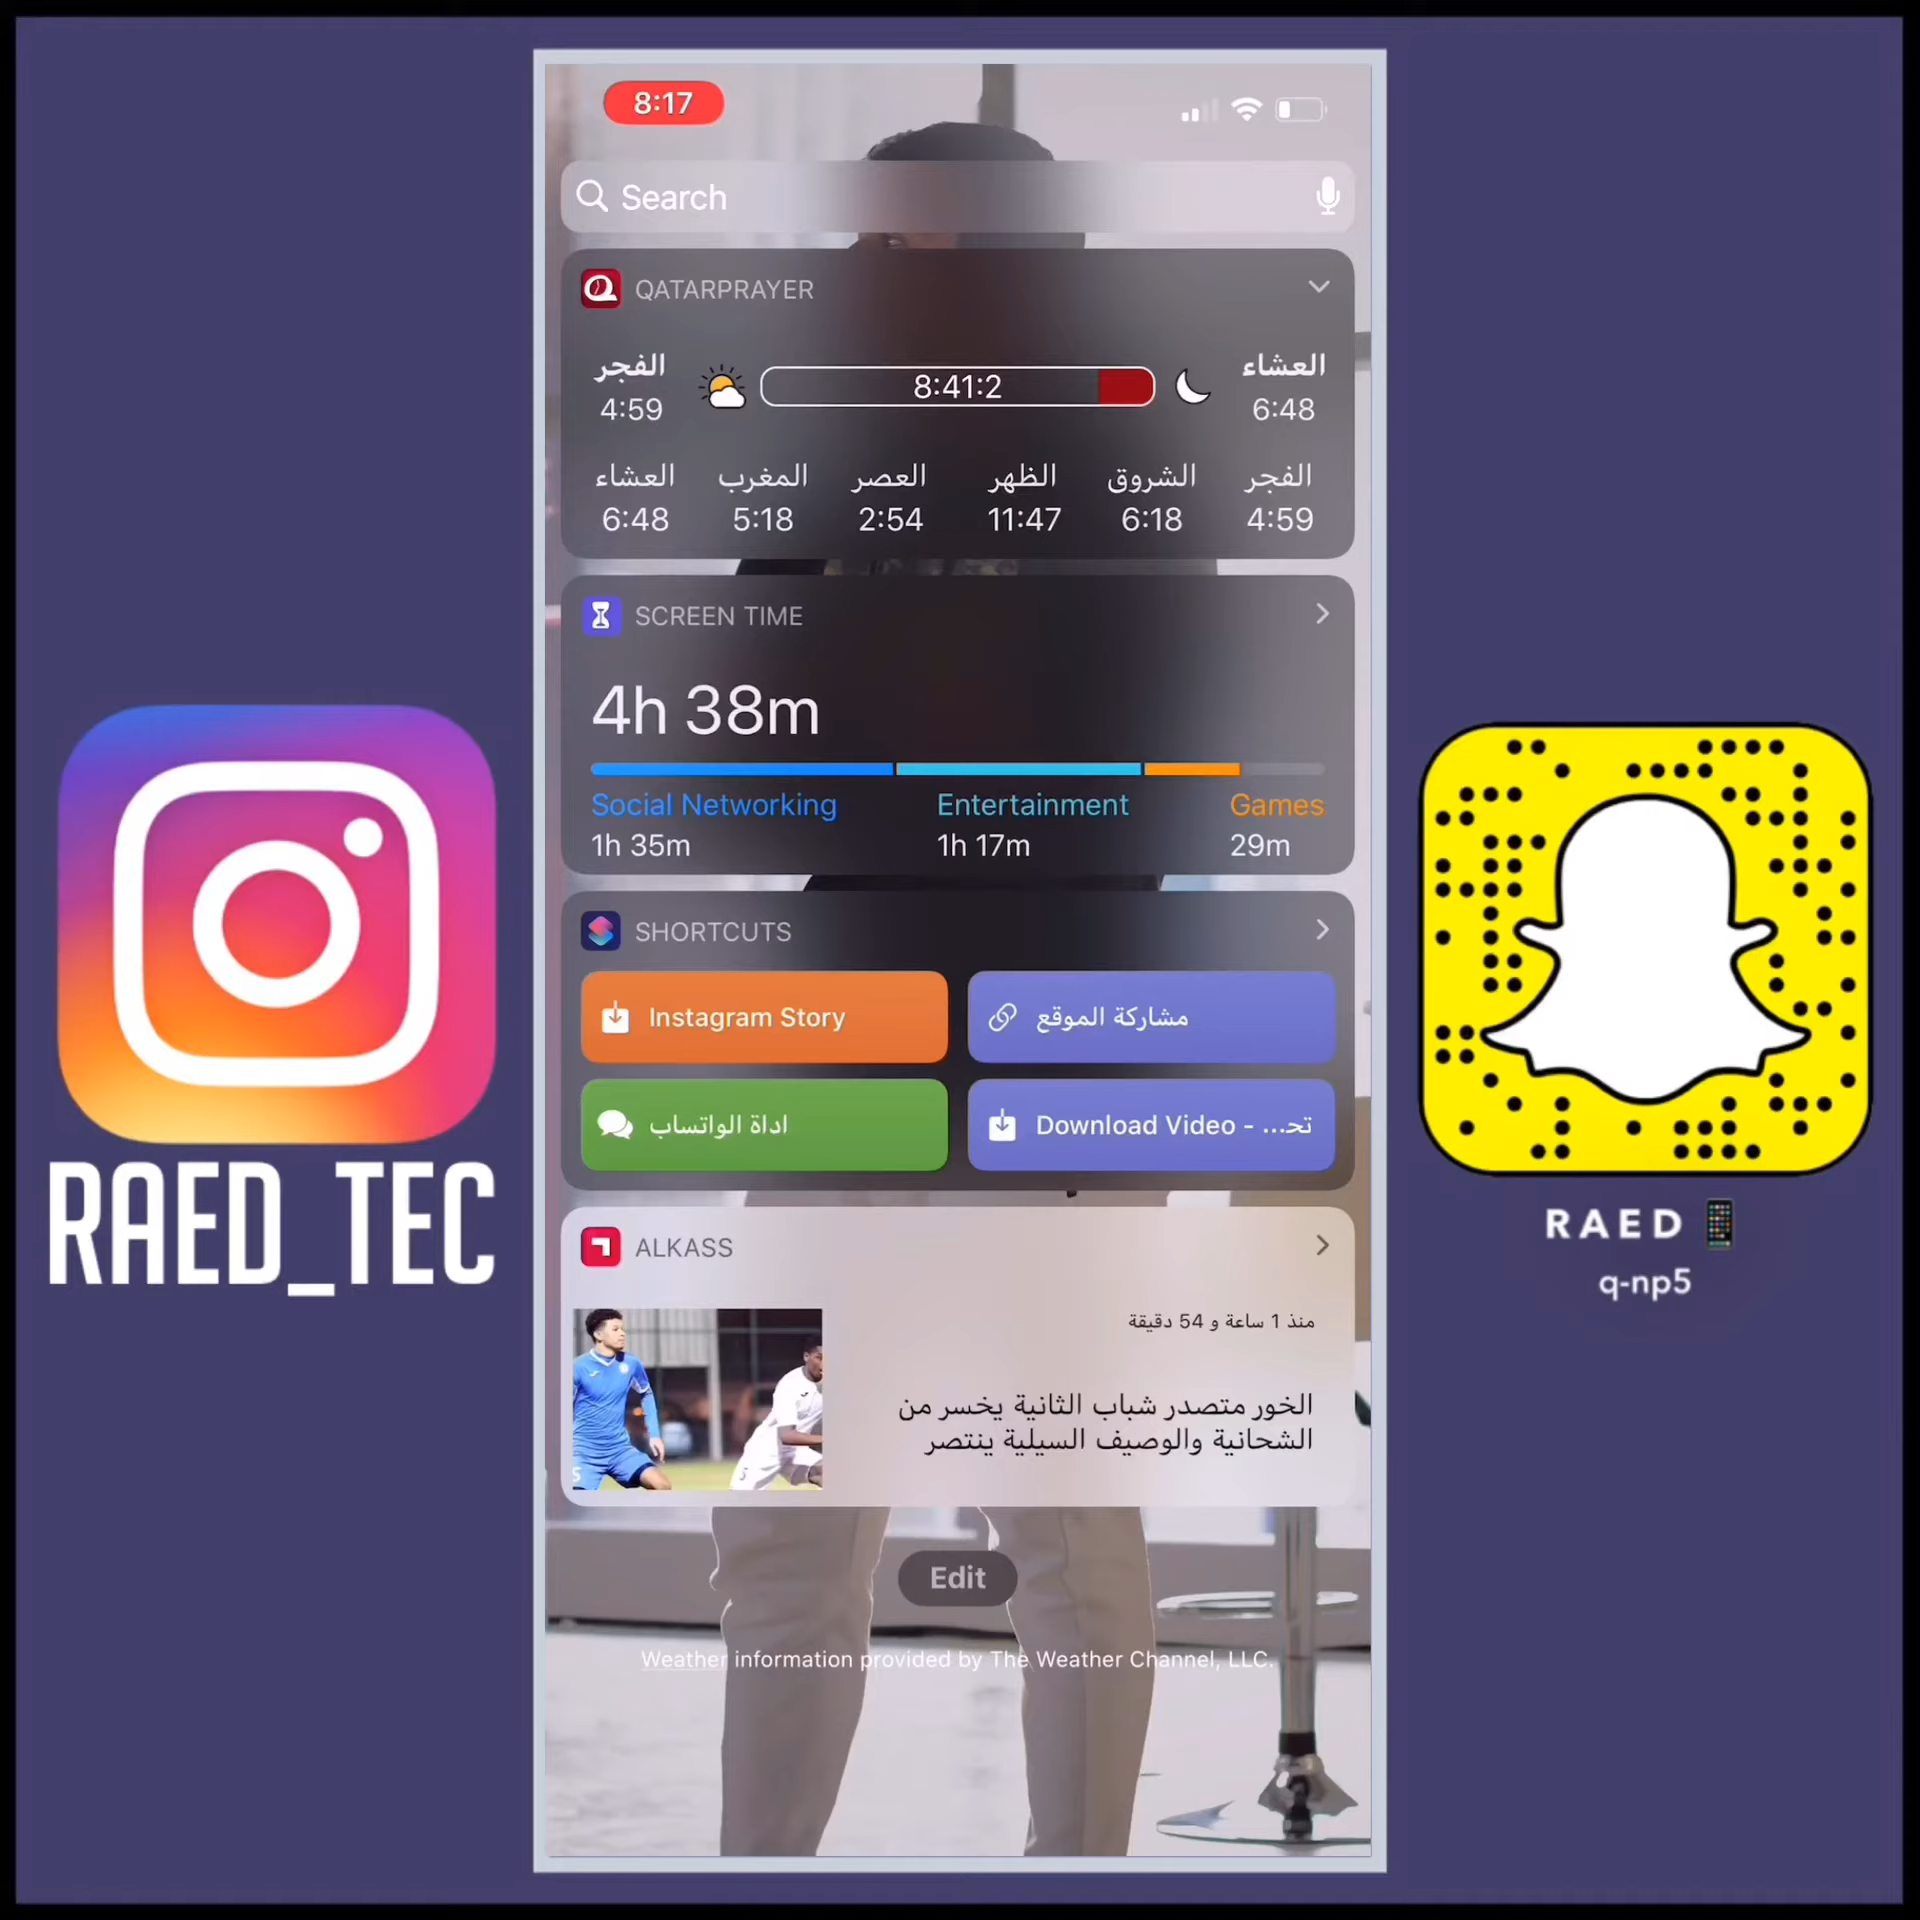 8:17
Search
QATARPRAYER
الفجر
4:59
8:41:2
العشاء
6:48
العشاء المغرب العصر الظهر الشروق الفجر
6:48 5:18 2:54 11:47 6:18 4:59
SCREEN TIME
4h 38m
Social Networking Entertainment Games
1h 35m 1h 17m 29m
SHORTCUTS
Instagram Story
مشاركة الموقع
اداة الواتساب
Download Video - تحـ...
ALKASS
منذ 1 ساعة و 54 دقيقة
الخور متصدر شباب الثانية يخسر من
الشحانية والوصيف السيلية ينتصر
Edit
Weather information provided by The Weather Channel, LLC.
RAED_TEC
RAED
q-np5